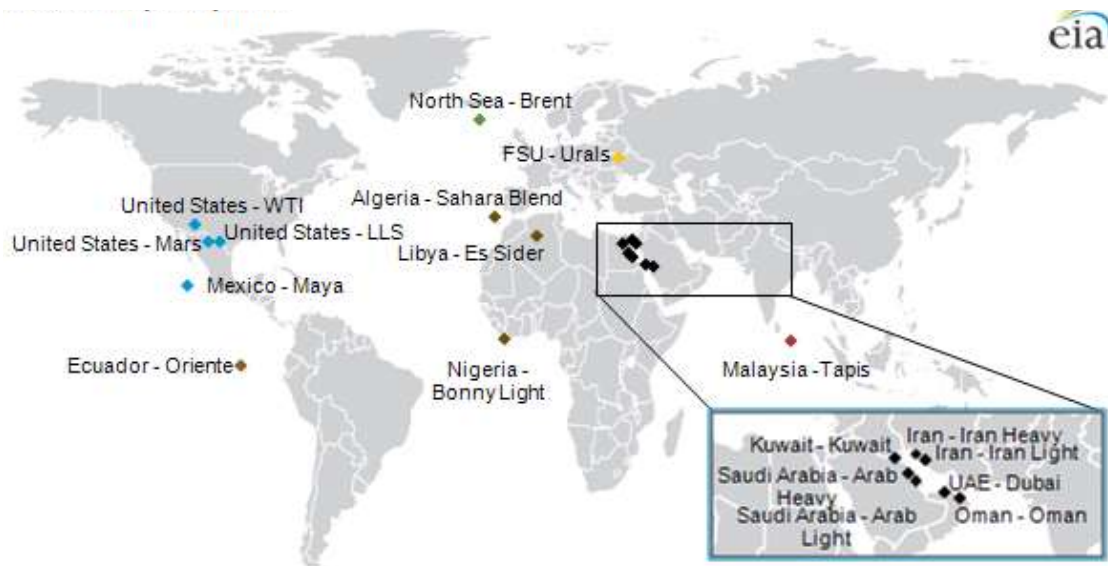 eia
North Sea - Brent
FSU - Urals
Algeria - Sahara Blend
United States - WTI
United States - LLS
United States - Mars
Libya - Es Sider
Mexico - Maya
Ecuador - Oriente
Nigeria -
Bonny Light
Malaysia -Tapis
Iran - Iran Heavy
Kuwait - Kuwait
Iran - Iran Light
Saudi Arabia - Arab
Heavy
UAE - Dubai
Saudi Arabia - Arab
Light
Oman - Oman